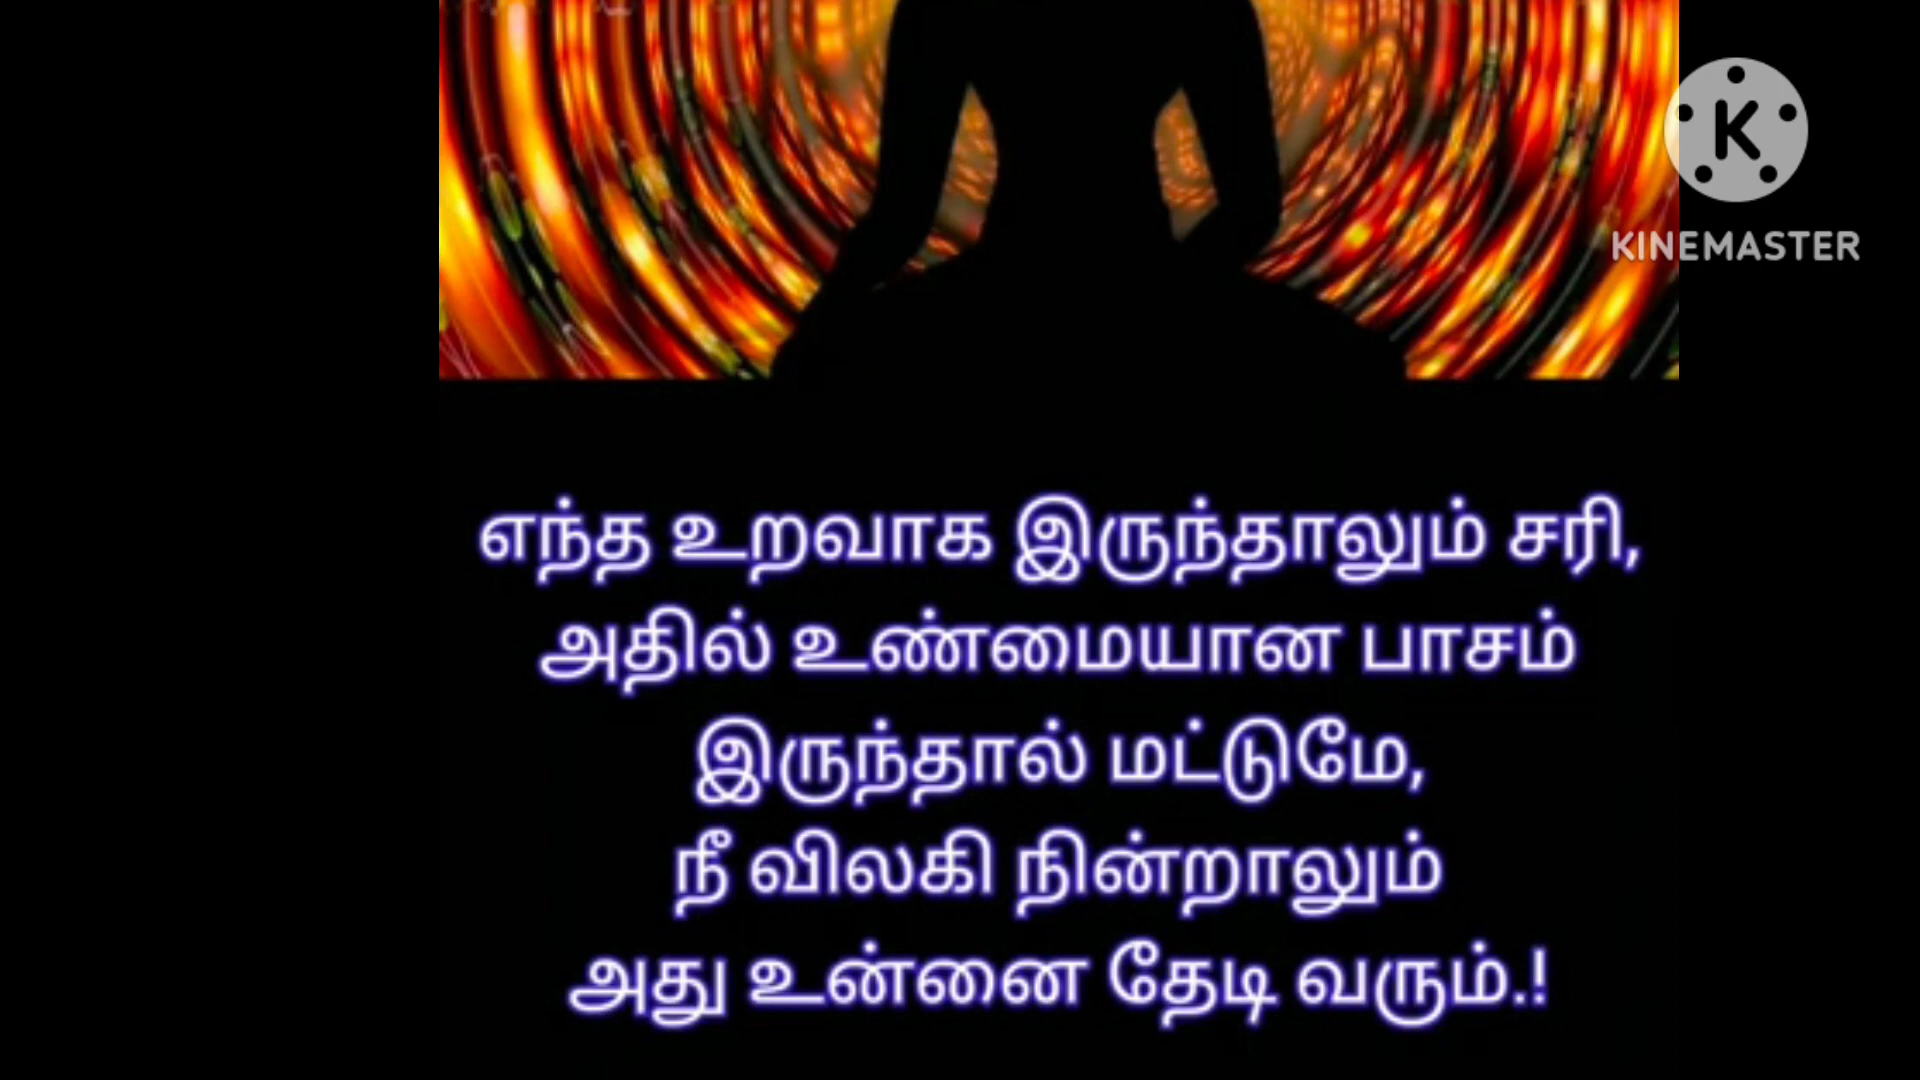 K
KINEMASTER
எந்த உறவாக இருந்தாலும் சரி,
அதில் உண்மையான பாசம்
இருந்தால் மட்டுமே,
நீ விலகி நின்றாலும்
அது உன்னை தேடி வரும்.!